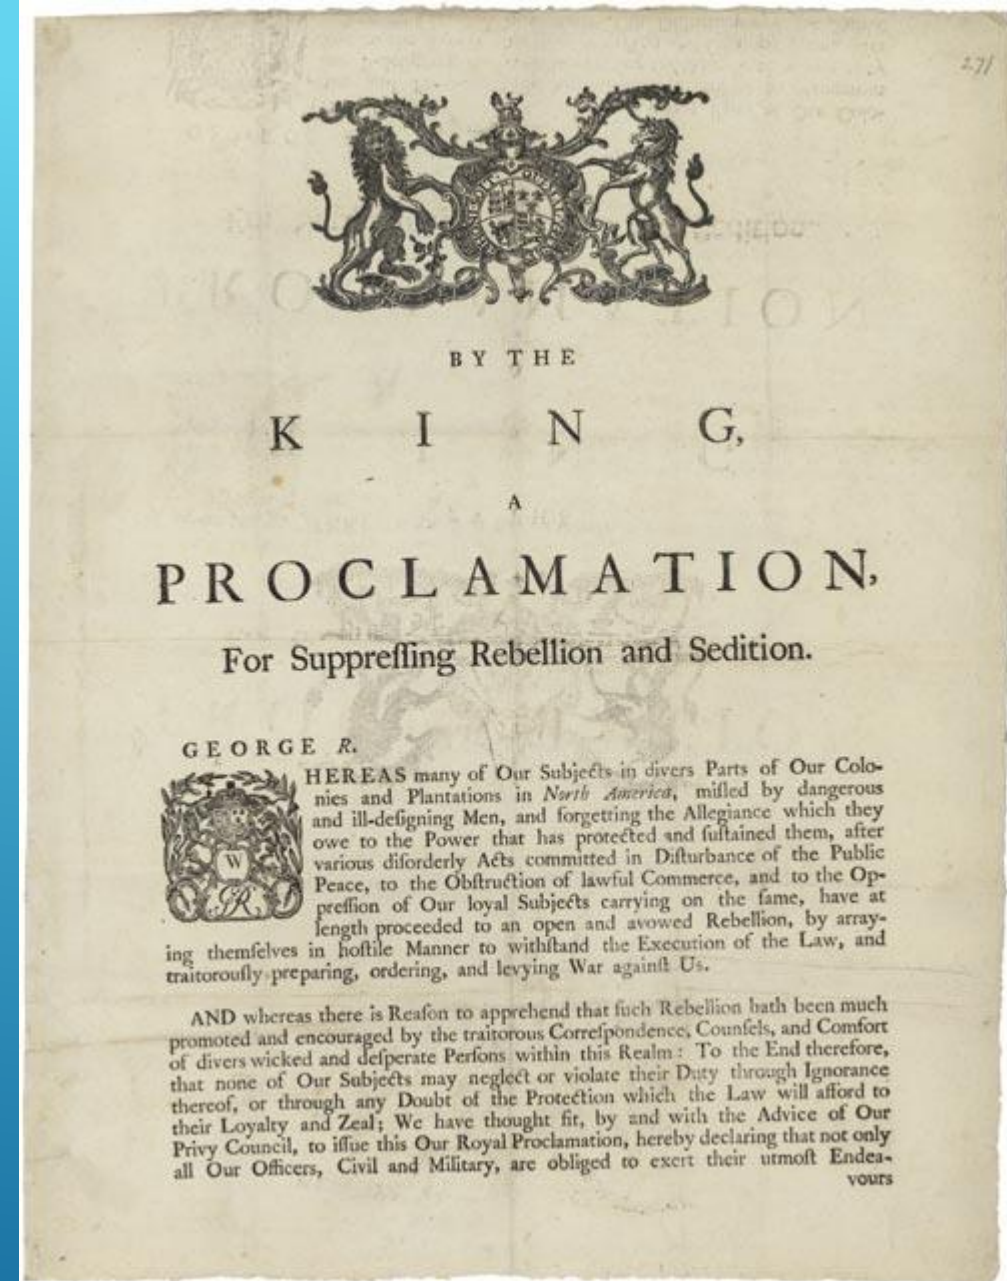 271
BY THE
KING,
A
PROCLAMATION,
For Suppreſſing Rebellion and Sedition.
GEORGE R.
WHEREAS many of Our Subjects in divers Parts of Our Colo-
nies and Plantations in North America, miſled by dangerous
and ill-deſigning Men, and forgetting the Allegiance which they
owe to the Power that has protected and ſuſtained them, after
various diſorderly Acts committed in Diſturbance of the Public
Peace, to the Obſtruction of lawful Commerce, and to the Op-
preſſion of Our loyal Subjects carrying on the ſame, have at
length proceeded to an open and avowed Rebellion, by array-
GR
ing themſelves in hoſtile Manner to withſtand the Execution of the Law, and
traitorouſly preparing, ordering, and levying War againſt Us.
AND whereas there is Reaſon to apprehend that ſuch Rebellion hath been much
promoted and encouraged by the traitorous Correſpondence, Counſels, and Comfort
of divers wicked and deſperate Perſons within this Realm: To the End therefore,
that none of Our Subjects may neglect or violate their Duty through Ignorance
thereof, or through any Doubt of the Protection which the Law will afford to
their Loyalty and Zeal; We have thought fit, by and with the Advice of Our
Privy Council, to iſſue this Our Royal Proclamation, hereby declaring that not only
all Our Officers, Civil and Military, are obliged to exert their utmoſt Endea-
vours